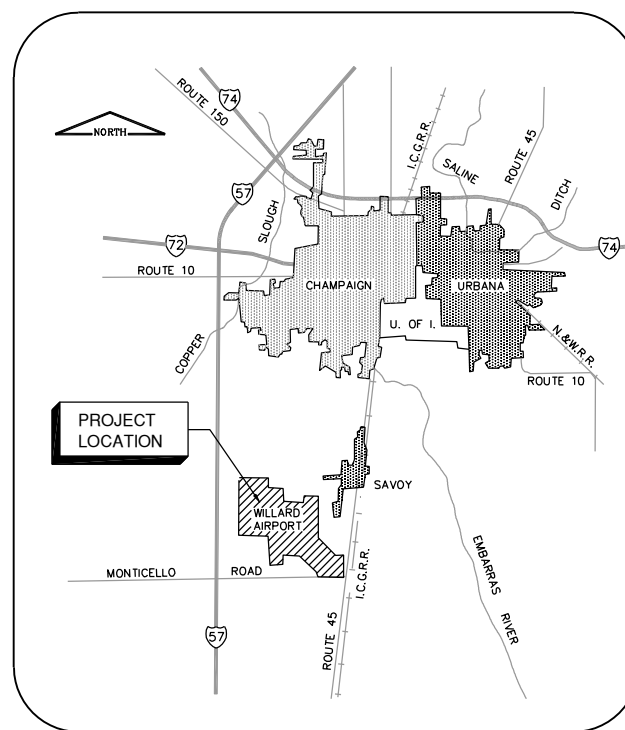 74
ROUTE 150
I.C.G.R.R.
ROUTE 45
NORTH
SALINE
DITCH
57
SLOUGH
72
74
ROUTE 10
CHAMPAIGN
URBANA
U. OF I.
N.&W.R.R.
COPPER
ROUTE 10
PROJECT
LOCATION
SAVOY
WILLARD
AIRPORT
EMBARRAS
RIVER
MONTICELLO ROAD
I.C.G.R.R.
57
ROUTE 45